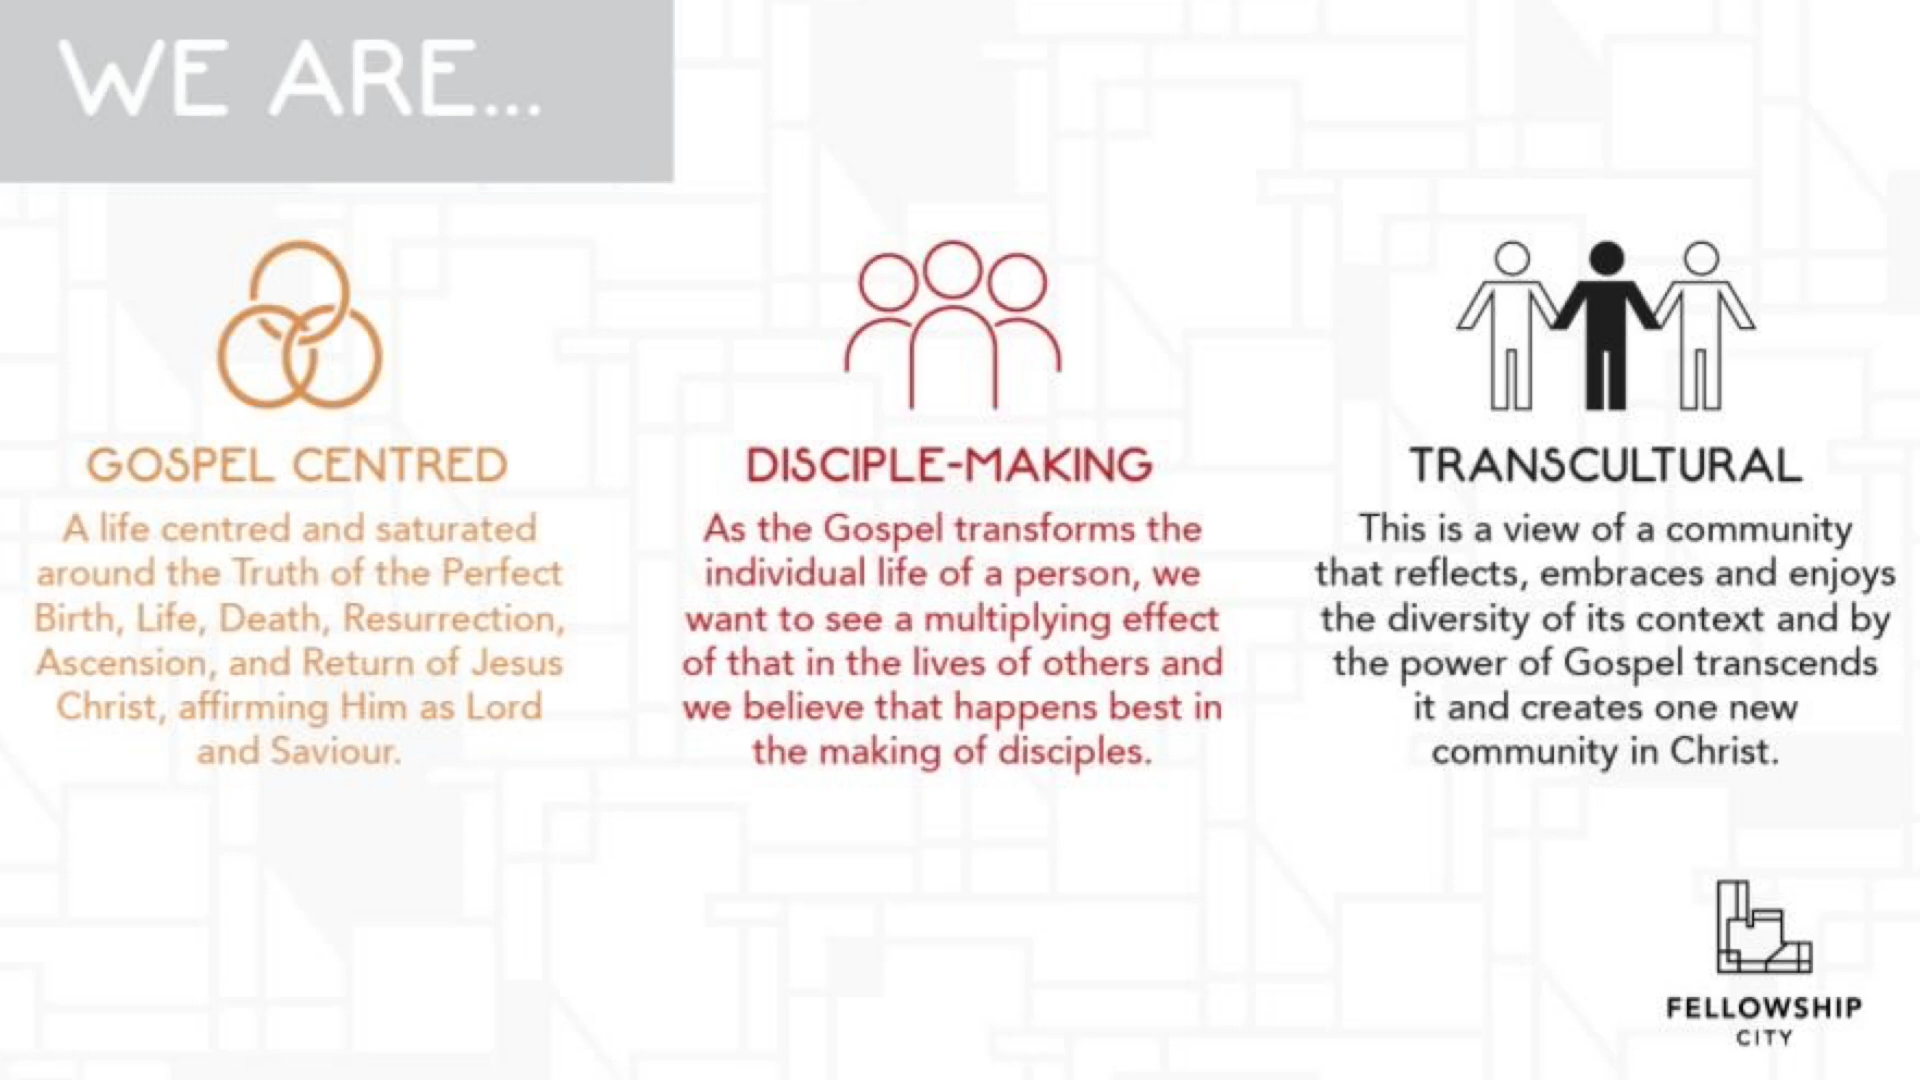 WE ARE...
GOSPEL CENTRED
A life centred and saturated
around the Truth of the Perfect
Birth, Life, Death, Resurrection,
Ascension, and Return of Jesus
Christ, affirming Him as Lord
and Saviour.
DISCIPLE-MAKING
As the Gospel transforms the
individual life of a person, we
want to see a multiplying effect
of that in the lives of others and
we believe that happens best in
the making of disciples.
TRANSCULTURAL
This is a view of a community
that reflects, embraces and enjoys
the diversity of its context and by
the power of Gospel transcends
it and creates one new
community in Christ.
FELLOWSHIP
CITY